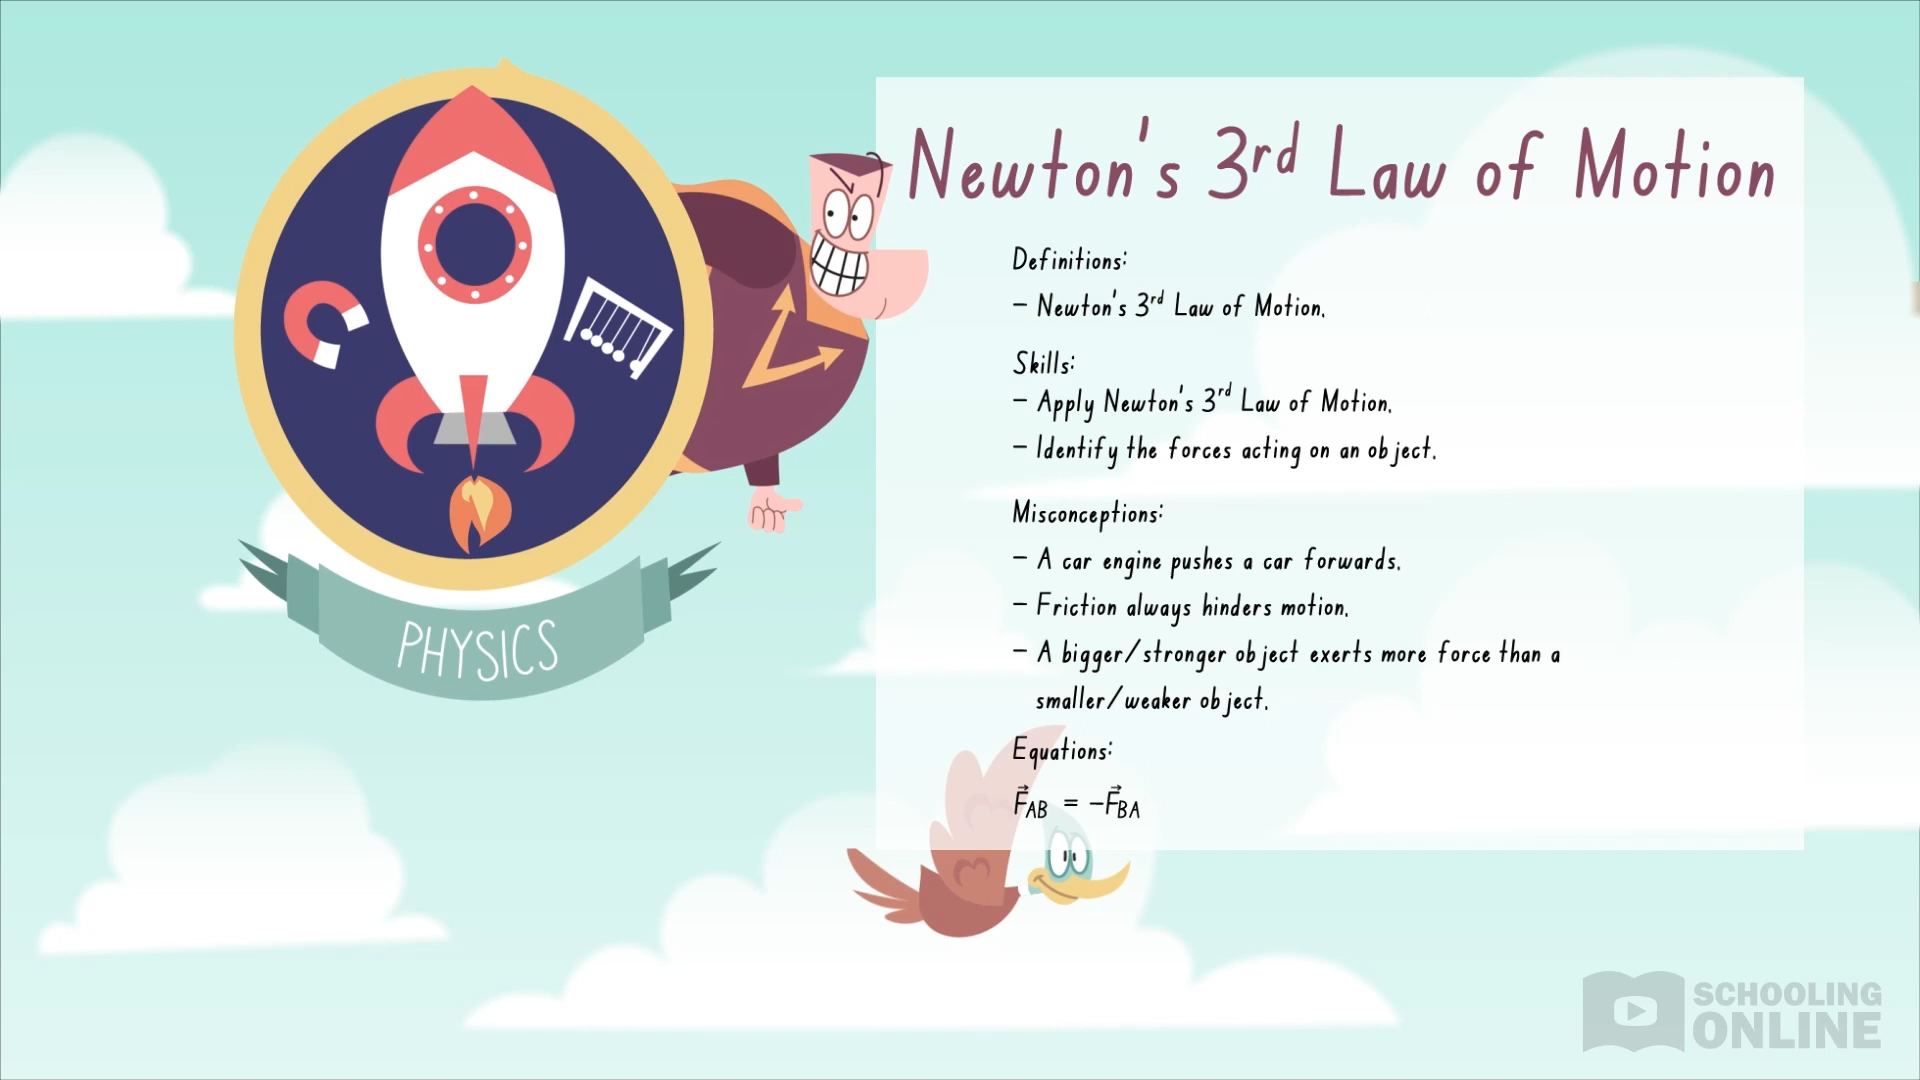 Newton's 3rd Law of Motion
Definitions:
- Newton's 3rd Law of Motion.
Skills:
- Apply Newton's 3rd Law of Motion.
- Identify the forces acting on an object.
Misconceptions:
- A car engine pushes a car forwards.
- Friction always hinders motion.
- A bigger/stronger object exerts more force than a
smaller/weaker object.
Equations:
F⃗AB = -F⃗BA
PHYSICS
SCHOOLING
ONLINE